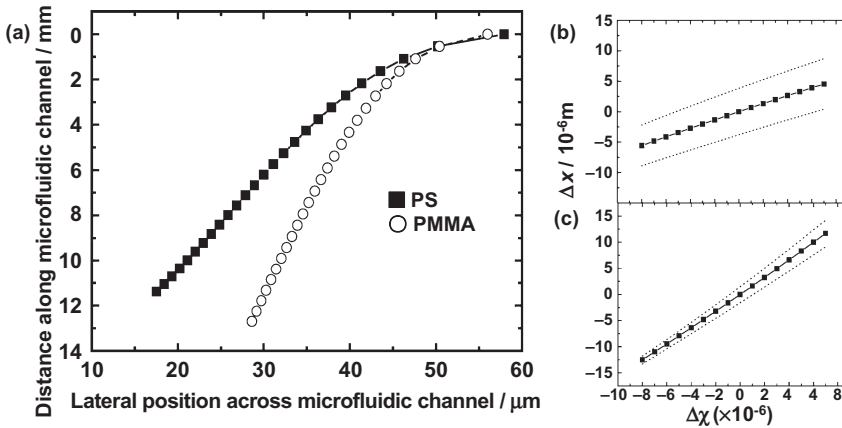 (a)
0
2
4
6
8
10
12
14
Distance along microfluidic channel / mm
PS
PMMA
10 20 30 40 50 60
Lateral position across microfluidic channel / μm
(b)
15
10
5
0
–5
–10
Δx / 10⁻⁶m
(c)
15
10
5
0
–5
–10
–15
–10 –8 –6 –4 –2 0 2 4 6 8
Δχ (×10⁻⁶)